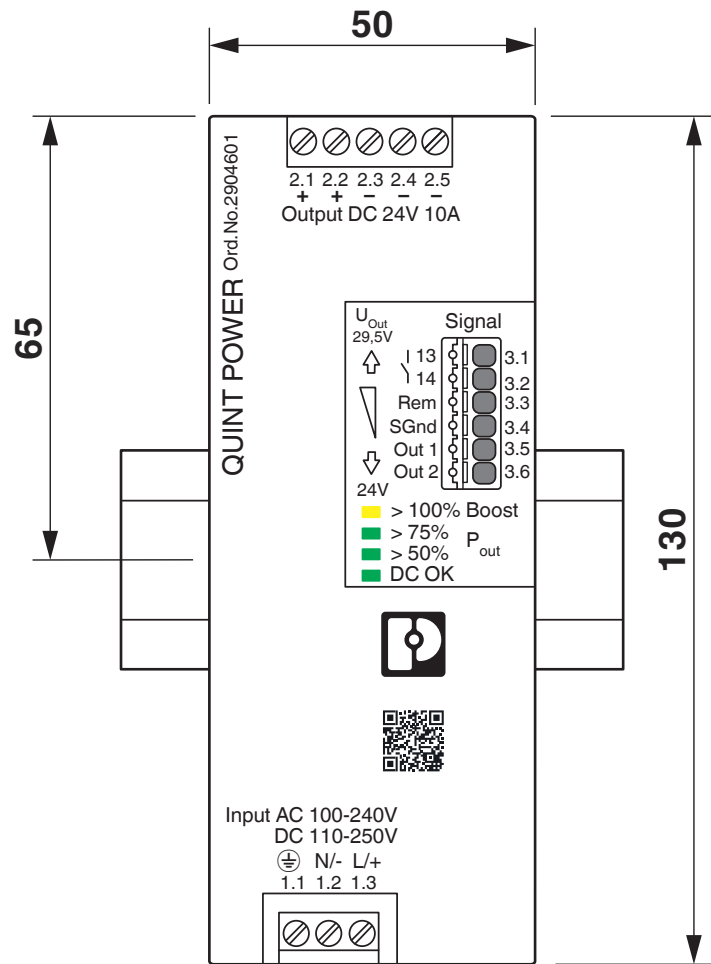 50
65
130
2.1 2.2 2.3 2.4 2.5
+ + − − −
Output DC 24V 10A
QUINT POWER Ord.No.2904601
UOut
29,5V
24V
Signal
13 3.1
14 3.2
Rem 3.3
SGnd 3.4
Out 1 3.5
Out 2 3.6
> 100% Boost
> 75%
> 50%
Pout
DC OK
Input AC 100-240V
DC 110-250V
N/- L/+
1.1 1.2 1.3